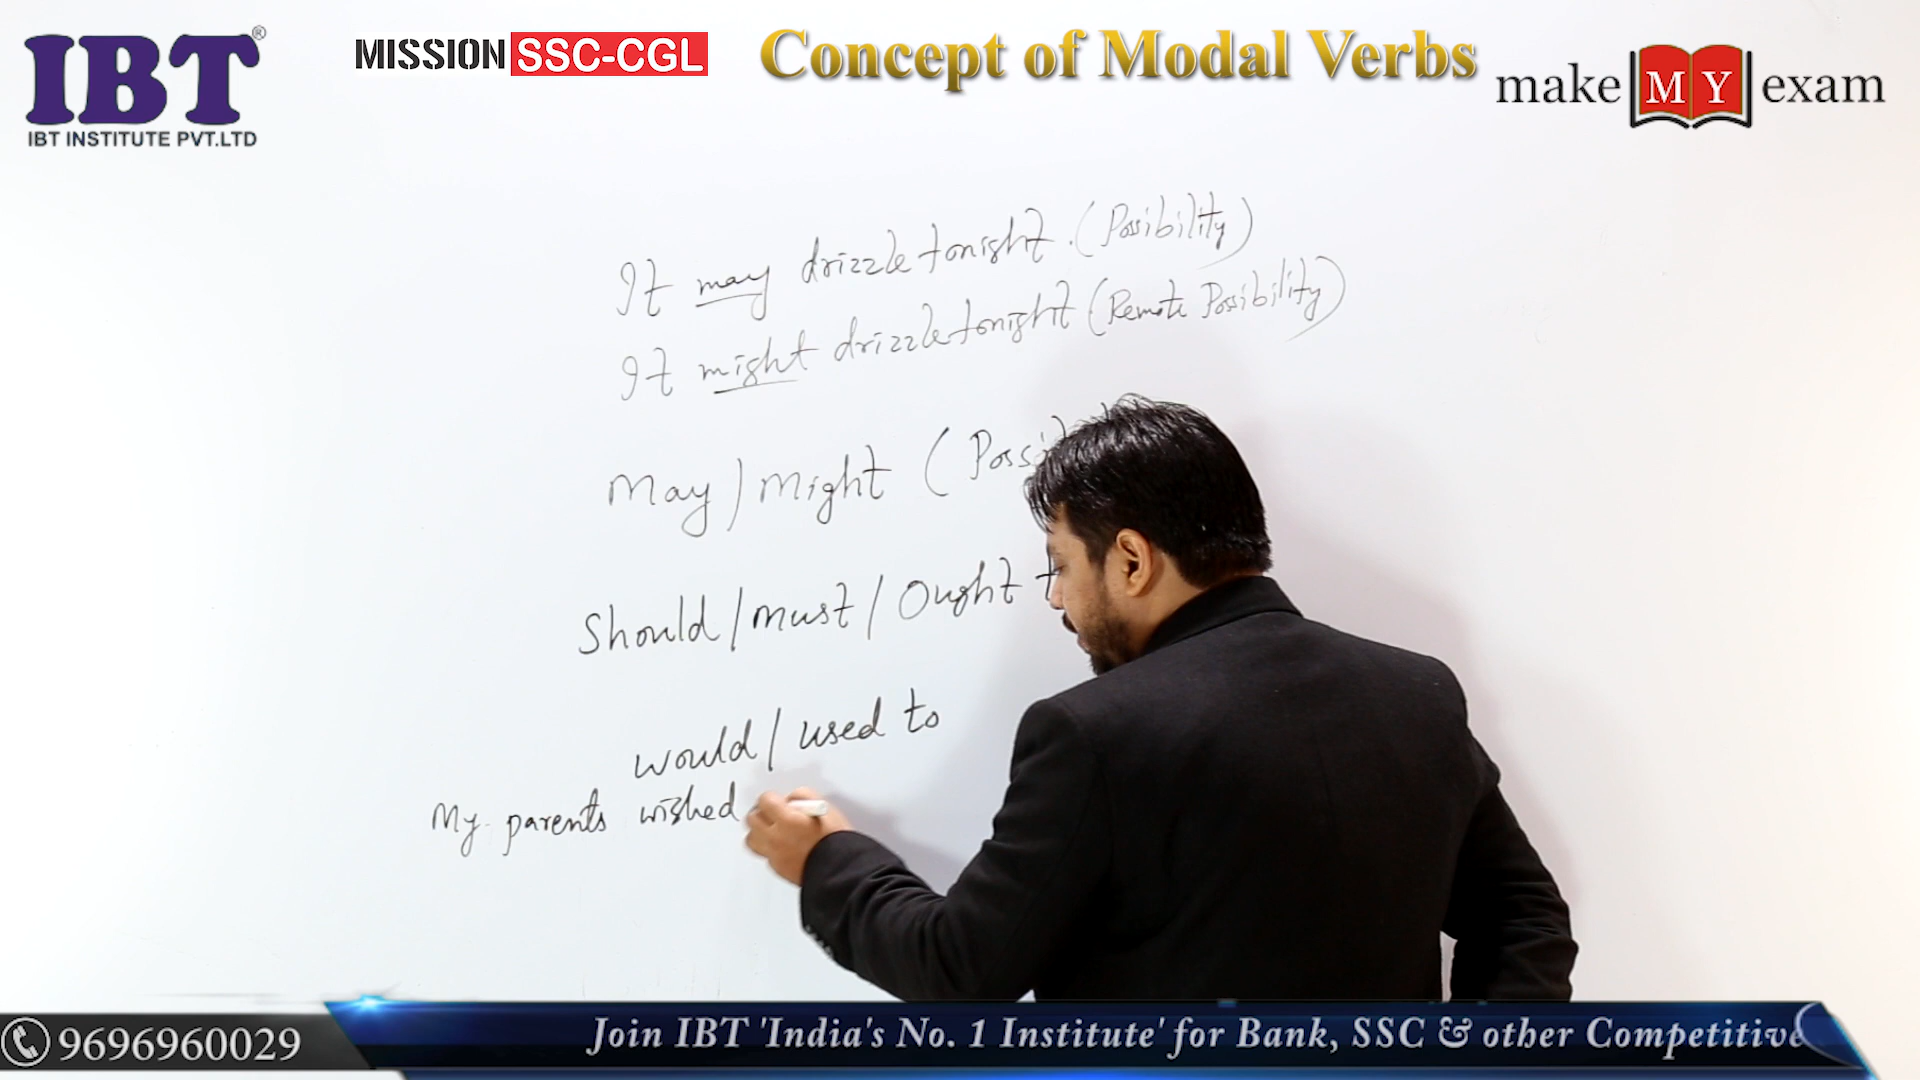 IBT®
IBT INSTITUTE PVT.LTD
MISSION SSC-CGL
Concept of Modal Verbs
make MY exam
It may drizzle tonight. (Possibility)
It might drizzle tonight (Remote Possibility)
May / Might (Possi
Should / Must / Ought t
would / used to
My parents wished
9696960029
Join IBT 'India's No. 1 Institute' for Bank, SSC & other Competitive